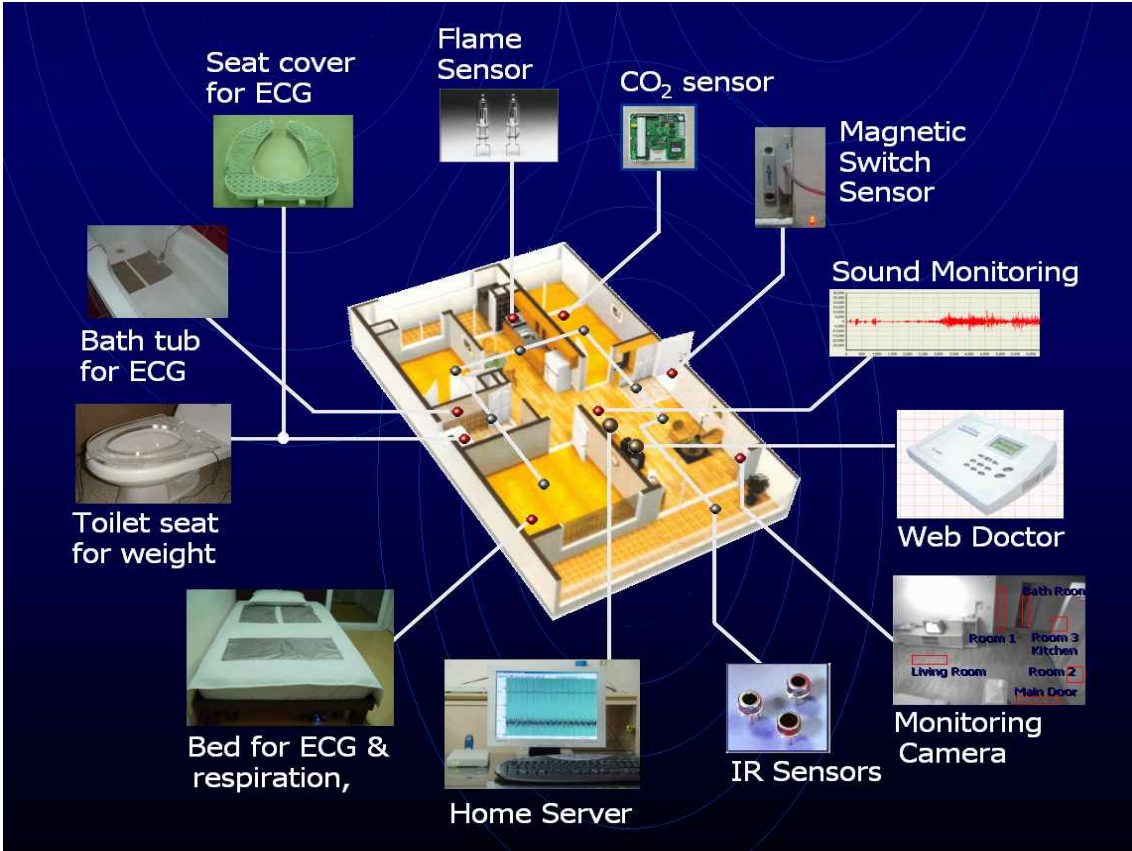 Flame
Sensor
Seat cover
for ECG
CO₂ sensor
Magnetic
Switch
Sensor
Sound Monitoring
Bath tub
for ECG
Toilet seat
for weight
Web Doctor
Bath Room
Room 1
Room 3
Kitchen
Living Room
Room 2
Main Door
Monitoring
Camera
Bed for ECG &
respiration,
Home Server
IR Sensors